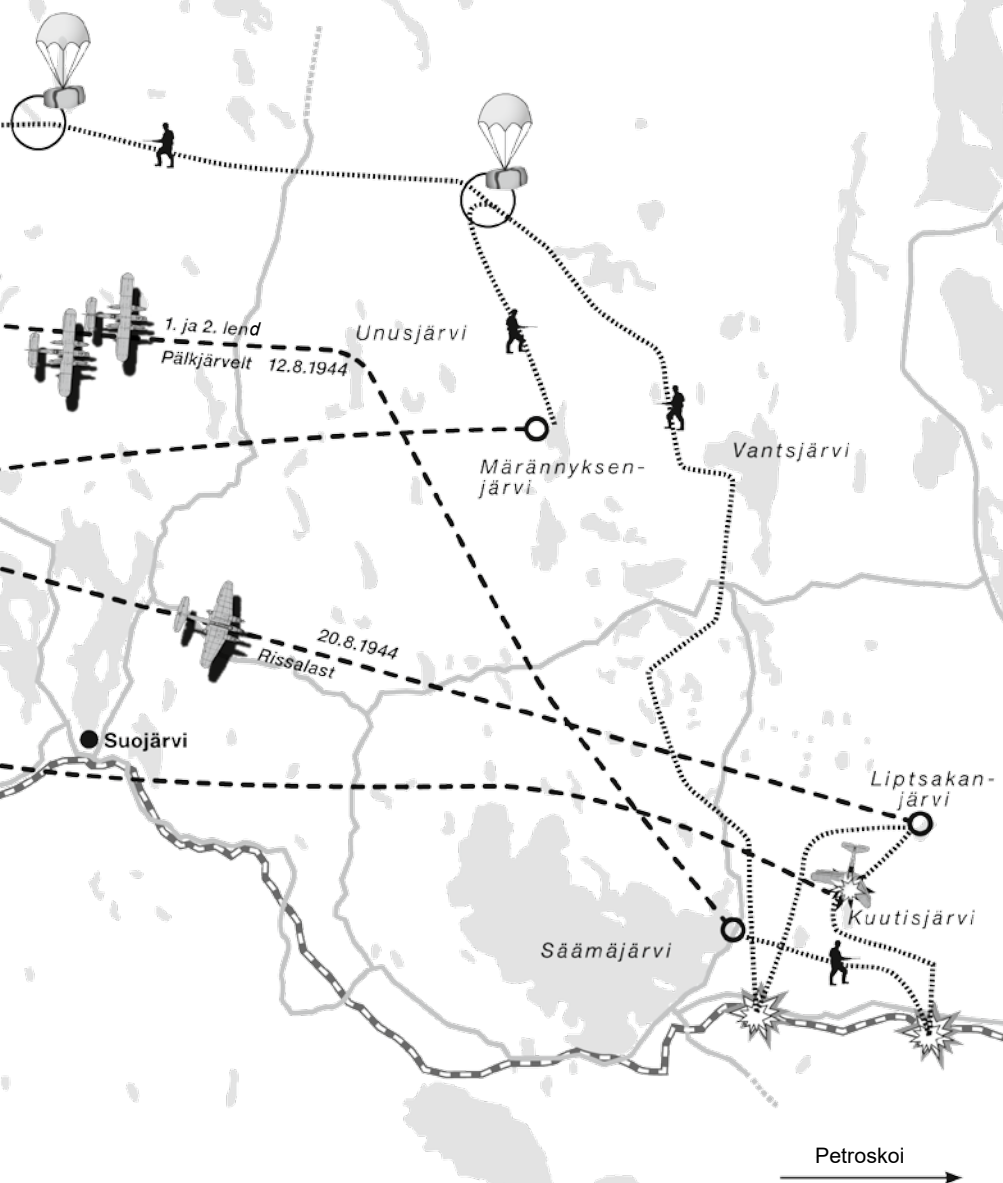 1. ja 2. lend
Pälkjärvelt 12.8.1944
Unusjärvi
Märännyksen-
järvi
Vantsjärvi
20.8.1944
Rissalast
Suojärvi
Liptsakan-
järvi
Kuutisjärvi
Säämäjärvi
Petroskoi